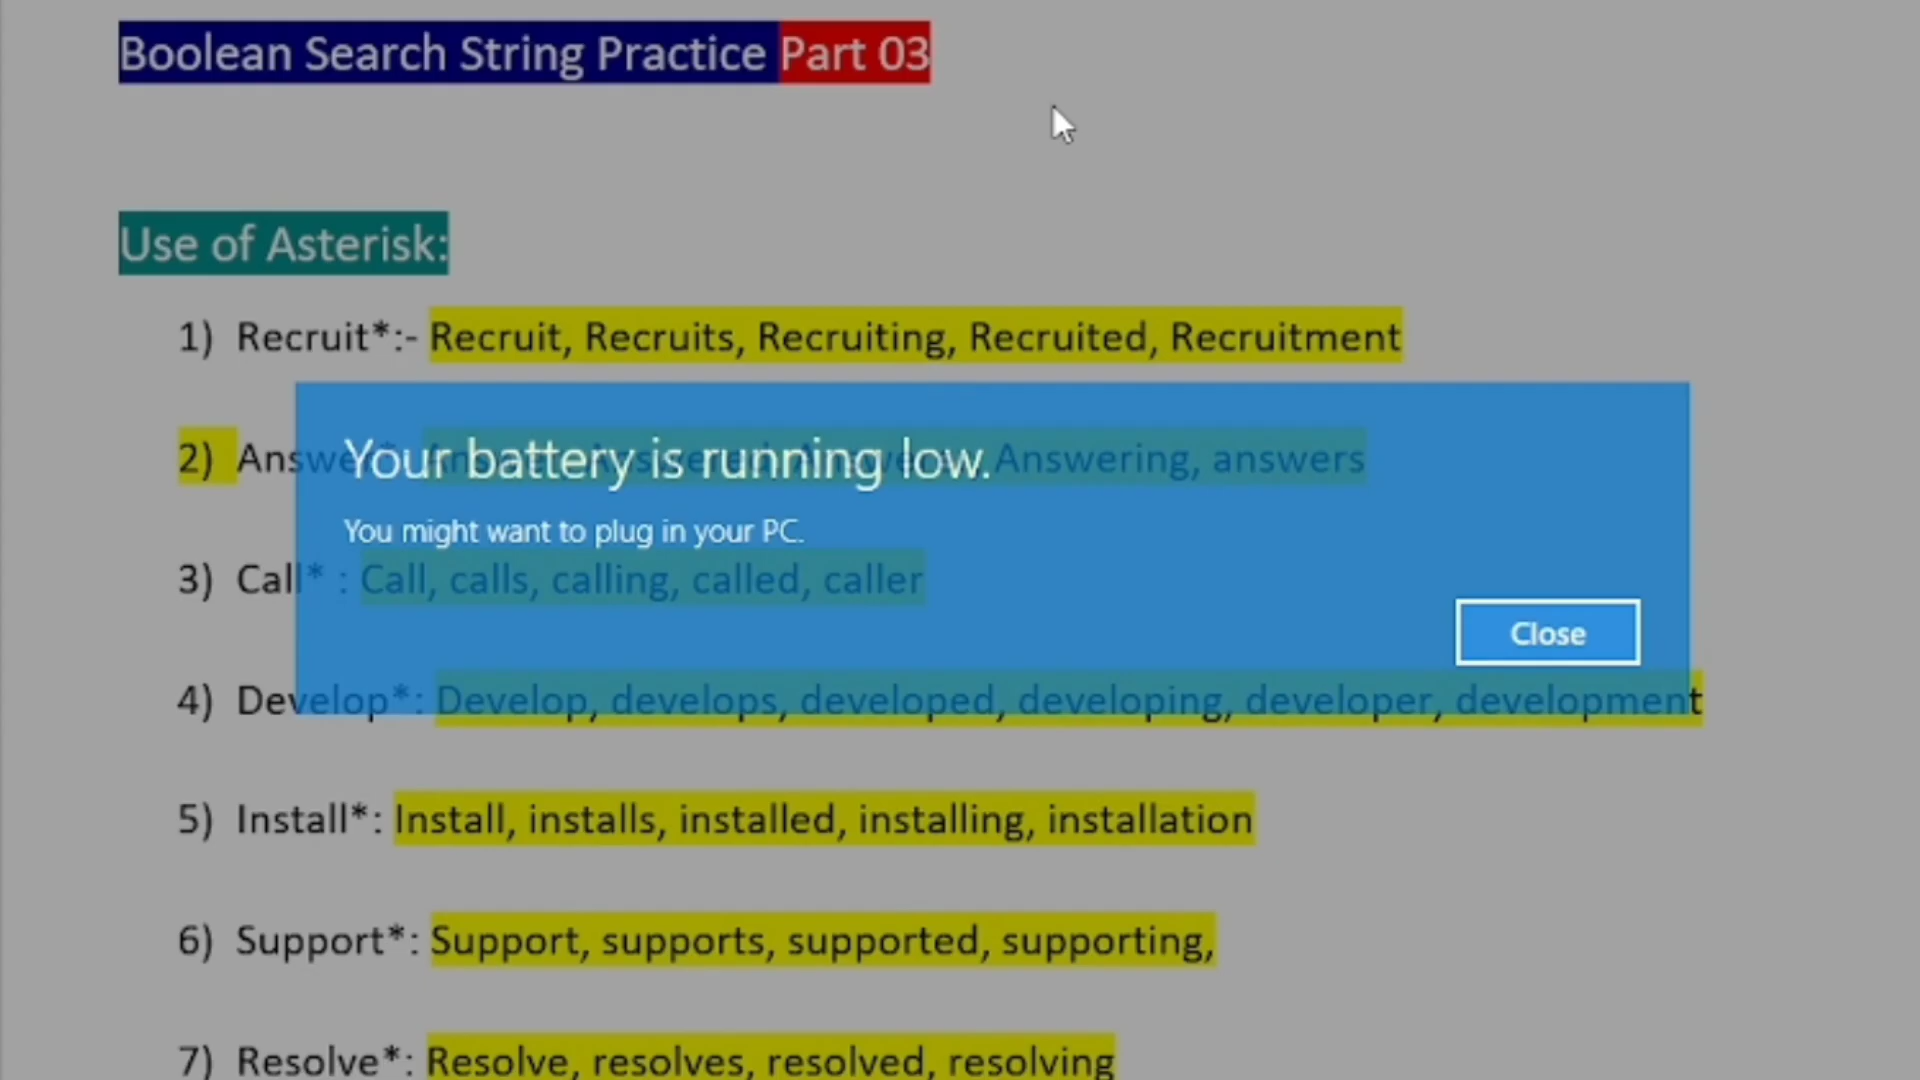 Boolean Search String Practice Part 03
Use of Asterisk:
1) Recruit*:- Recruit, Recruits, Recruiting, Recruited, Recruitment
2) Answering, answers
Your battery is running low.
You might want to plug in your PC.
3) Call* : Call, calls, calling, called, caller
Close
4) Develop*: Develop, develops, developed, developing, developer, development
5) Install*: Install, installs, installed, installing, installation
6) Support*: Support, supports, supported, supporting,
7) Resolve*: Resolve, resolves, resolved, resolving